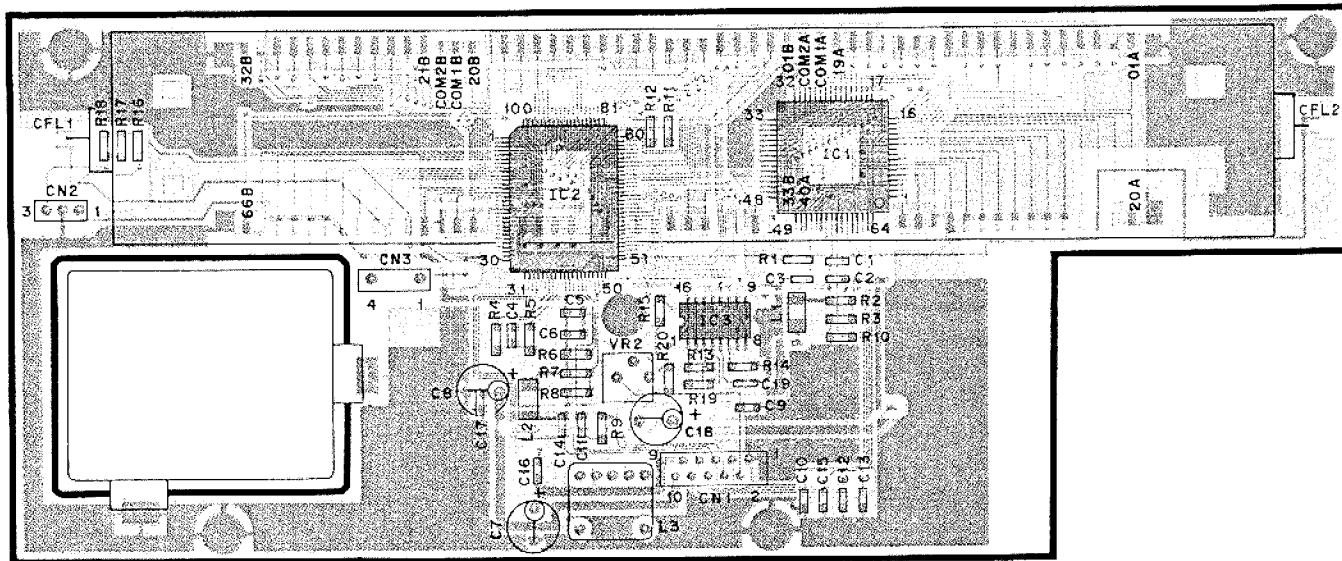 32B
21B
COM2B
COM1B
20B
01B
COM2A
COM1A
19A
01A
CFL1
R18
R17
R16
100
81
80
R12
R11
33
17
16
CFL2
IC1
IC2
CN2
3
1
66B
48
33B
40A
1
20A
49
64
30
51
CN3
4
1
31
50
R1
C1
C3
C2
R4
C4
R5
C5
C6
R15
16
9
IC3
1
8
L1
R2
R3
R10
R6
VR2
R20
R13
R14
R7
C19
R8
R19
C8
+
C17
L2
C14
C11
R9
+
C18
C9
C16
9
1
10
CN1
2
C10
C15
C12
C13
C7
+
L3